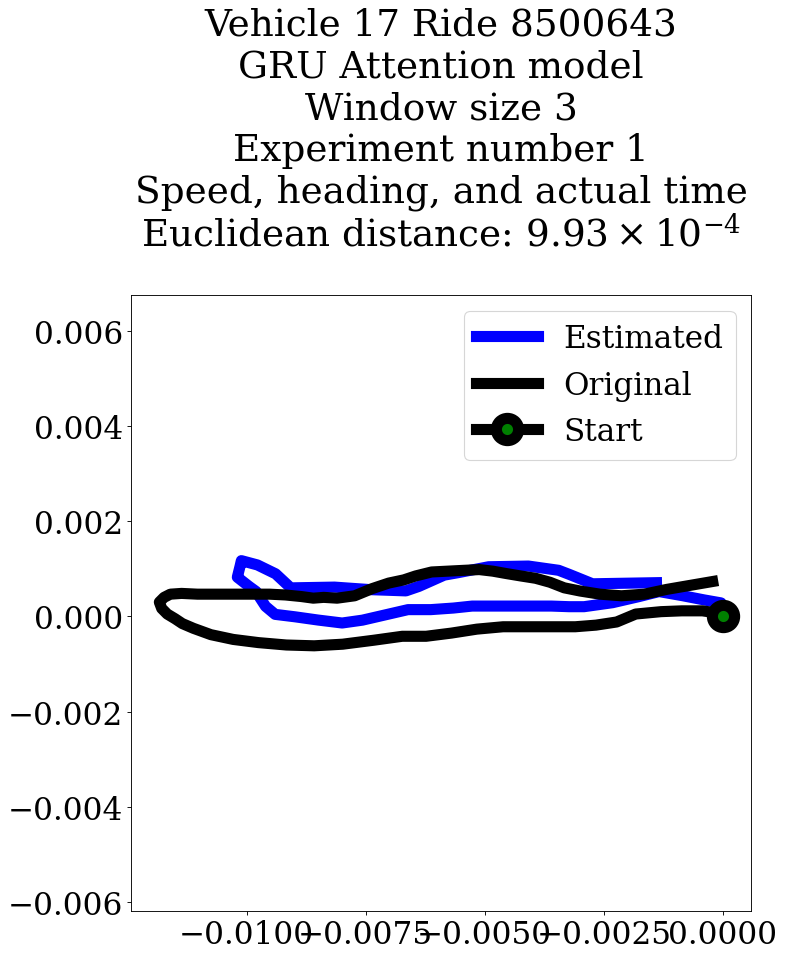 Vehicle 17 Ride 8500643
GRU Attention model
Window size 3
Experiment number 1
Speed, heading, and actual time
Euclidean distance: 9.93 × 10⁻⁴
Estimated
Original
Start
0.006
0.004
0.002
0.000
−0.002
−0.004
−0.006
−0.0100 −0.0075 −0.0050 −0.0025 0.0000